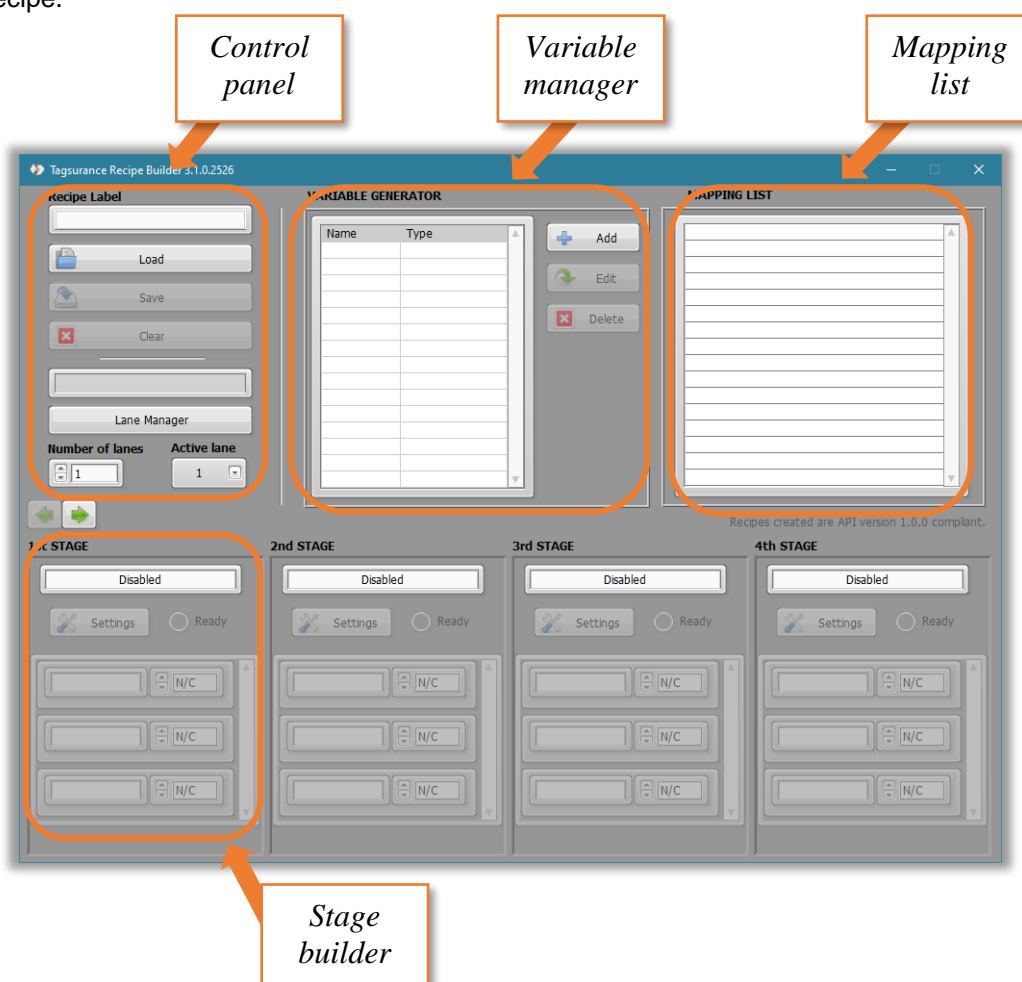 ecipe.
Control
panel
Variable
manager
Mapping
list
Tagsurance Recipe Builder 3.1.0.2526
Recipe Label
VARIABLE GENERATOR
MAPPING LIST
Name Type
Add
Load
Edit
Save
Delete
Clear
Lane Manager
Number of lanes Active lane
1 1
Recipes created are API version 1.0.0 compliant.
1st STAGE 2nd STAGE 3rd STAGE 4th STAGE
Disabled Disabled Disabled Disabled
Settings Ready Settings Ready Settings Ready Settings Ready
N/C N/C N/C N/C
N/C N/C N/C N/C
N/C N/C N/C N/C
Stage
builder